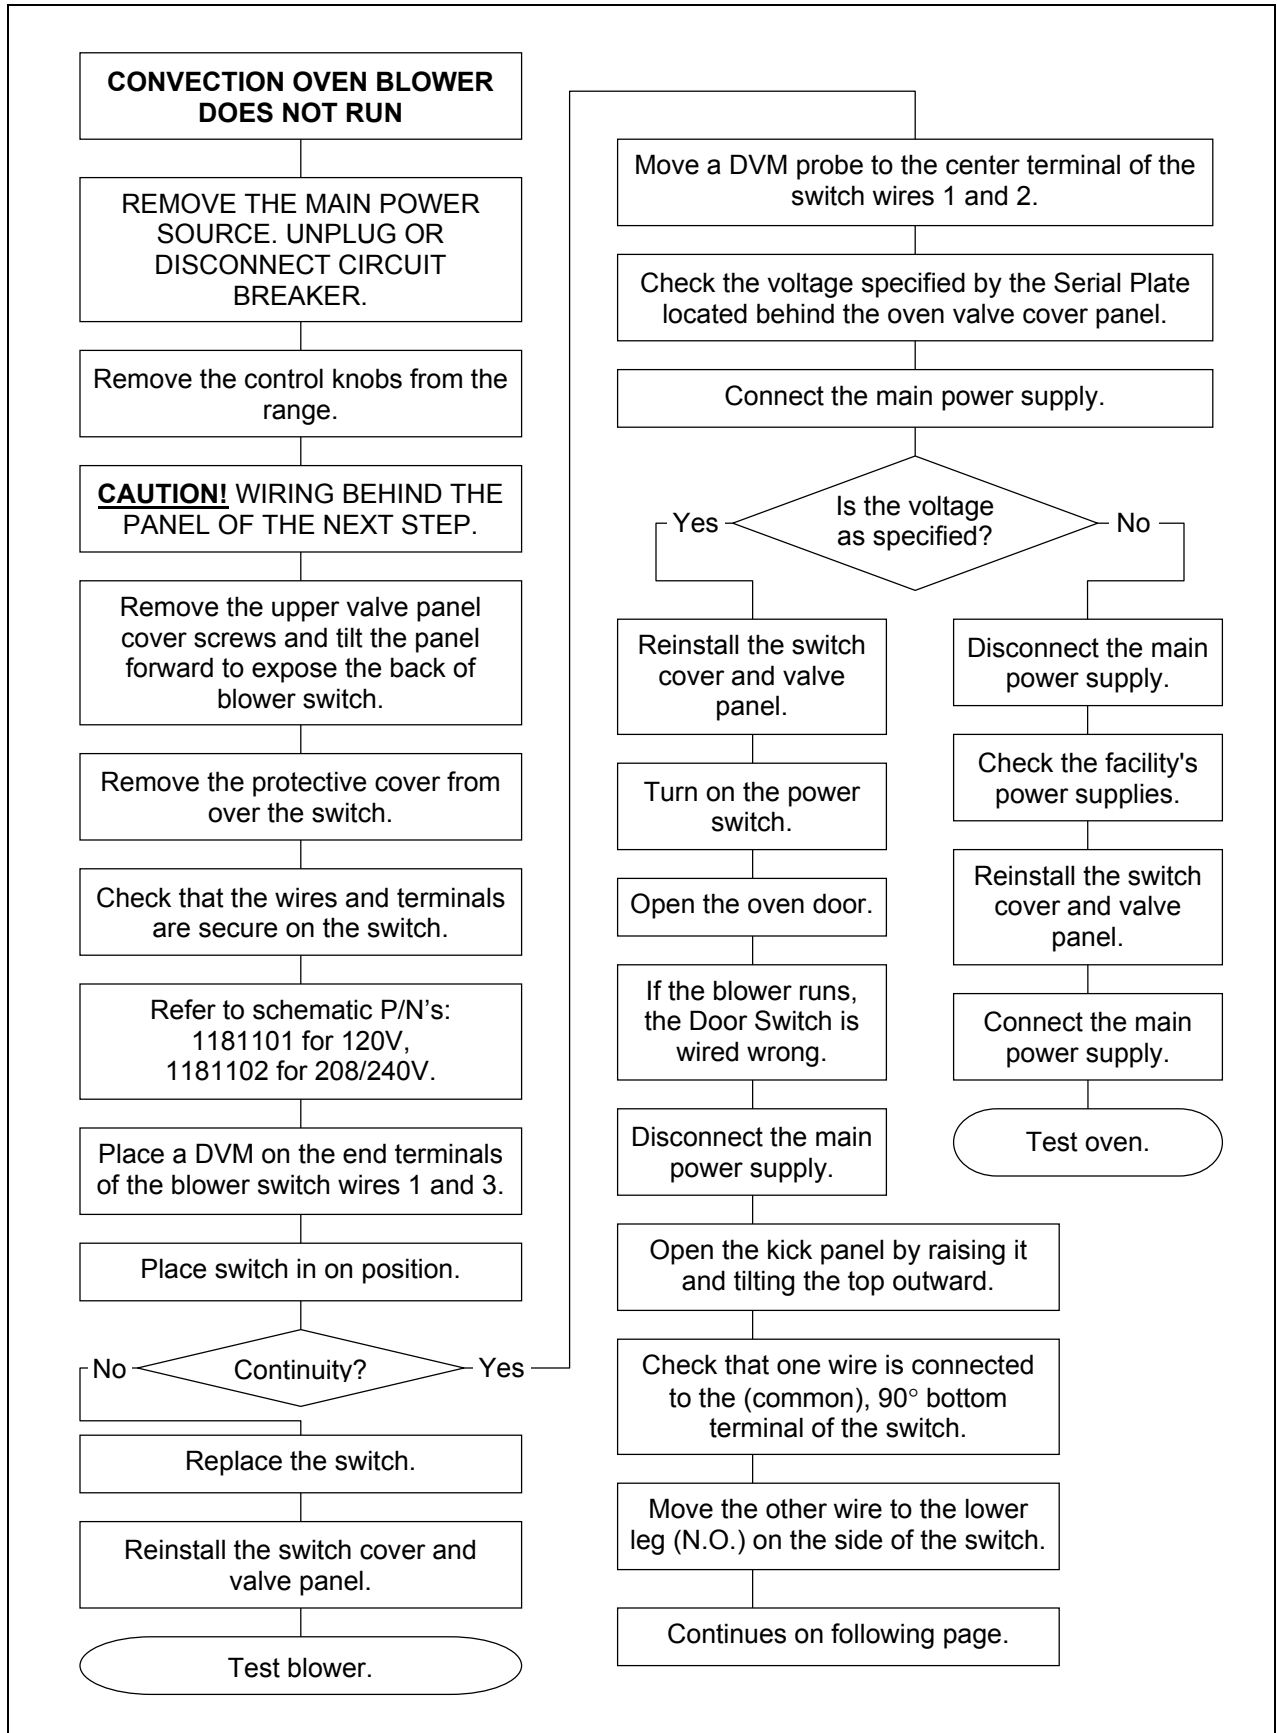 CONVECTION OVEN BLOWER
DOES NOT RUN
REMOVE THE MAIN POWER
SOURCE. UNPLUG OR
DISCONNECT CIRCUIT
BREAKER.
Remove the control knobs from the
range.
CAUTION! WIRING BEHIND THE
PANEL OF THE NEXT STEP.
Remove the upper valve panel
cover screws and tilt the panel
forward to expose the back of
blower switch.
Remove the protective cover from
over the switch.
Check that the wires and terminals
are secure on the switch.
Refer to schematic P/N’s:
1181101 for 120V,
1181102 for 208/240V.
Place a DVM on the end terminals
of the blower switch wires 1 and 3.
Place switch in on position.
Continuity?
No
Yes
Replace the switch.
Reinstall the switch cover and
valve panel.
Test blower.
Move a DVM probe to the center terminal of the
switch wires 1 and 2.
Check the voltage specified by the Serial Plate
located behind the oven valve cover panel.
Connect the main power supply.
Is the voltage
as specified?
Yes
No
Reinstall the switch
cover and valve
panel.
Turn on the power
switch.
Open the oven door.
If the blower runs,
the Door Switch is
wired wrong.
Disconnect the main
power supply.
Open the kick panel by raising it
and tilting the top outward.
Check that one wire is connected
to the (common), 90° bottom
terminal of the switch.
Move the other wire to the lower
leg (N.O.) on the side of the switch.
Continues on following page.
Disconnect the main
power supply.
Check the facility's
power supplies.
Reinstall the switch
cover and valve
panel.
Connect the main
power supply.
Test oven.